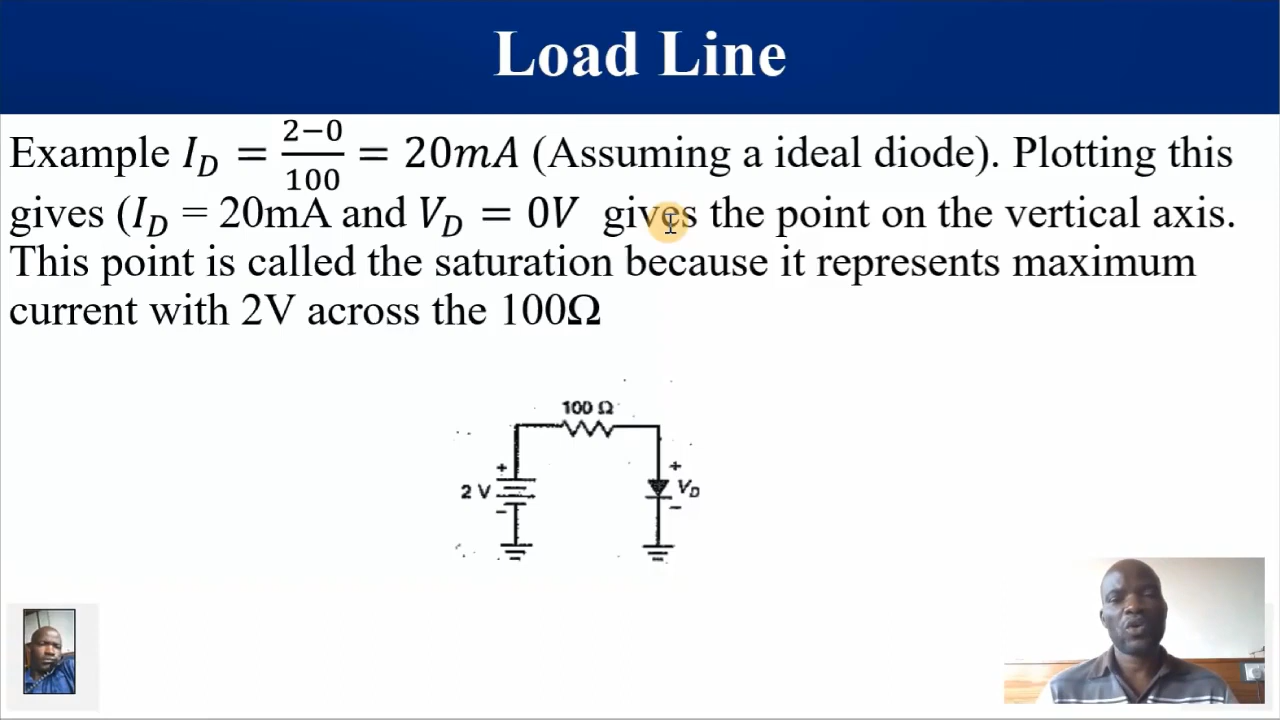 Load Line
Example I_D = \frac{2−0}{100} = 20mA (Assuming a ideal diode). Plotting this
gives (I_D = 20mA and V_D = 0V gives the point on the vertical axis.
This point is called the saturation because it represents maximum
current with 2V across the 100Ω
100 Ω
+
+
2 V
V_D
−
−